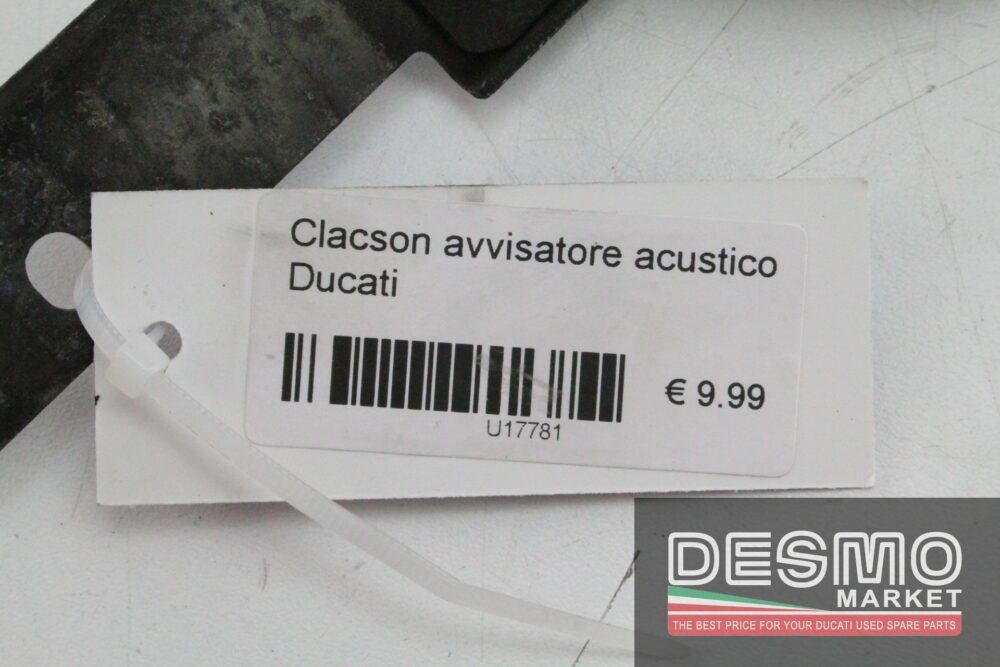 Clacson avvisatore acustico
Ducati
€ 9.99
U17781
DESMO
MARKET
THE BEST PRICE FOR YOUR DUCATI USED SPARE PARTS